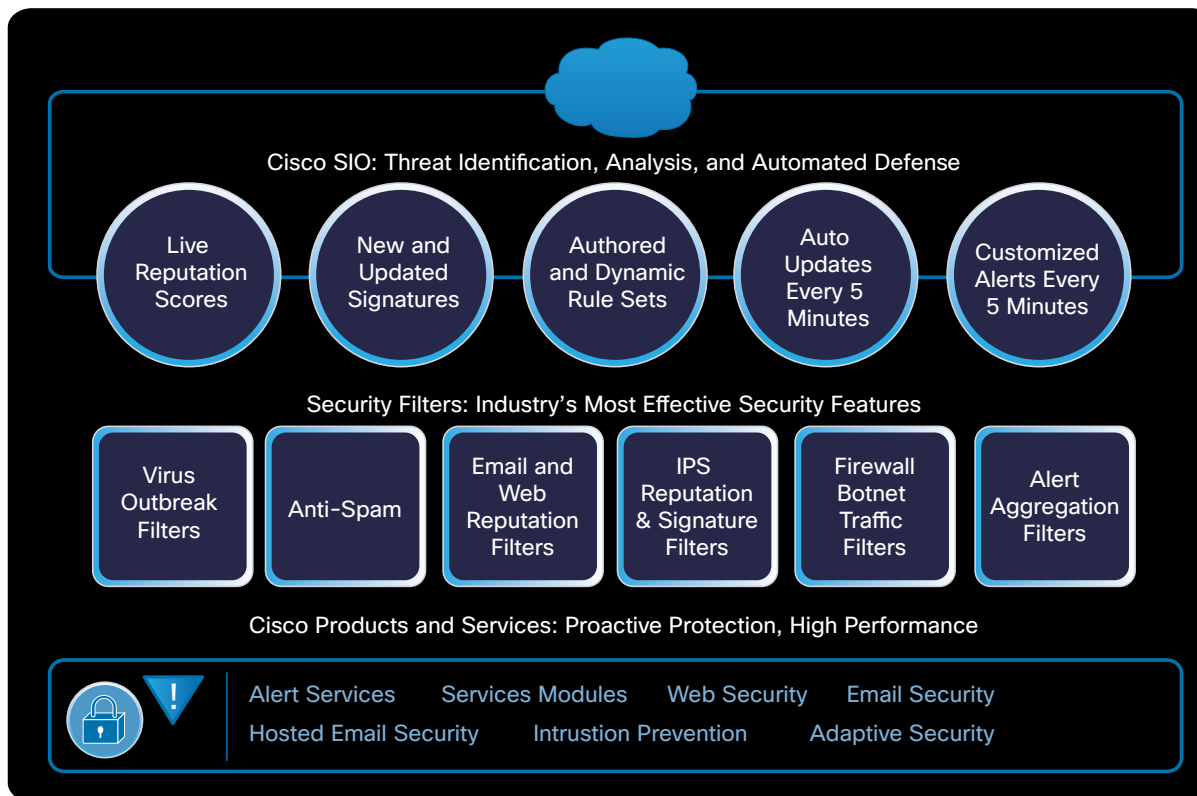 Cisco SIO: Threat Identification, Analysis, and Automated Defense
Live
Reputation
Scores
New and
Updated
Signatures
Authored
and Dynamic
Rule Sets
Auto
Updates
Every 5
Minutes
Customized
Alerts Every
5 Minutes
Security Filters: Industry’s Most Effective Security Features
Virus
Outbreak
Filters
Anti-Spam
Email and
Web
Reputation
Filters
IPS
Reputation
& Signature
Filters
Firewall
Botnet
Traffic
Filters
Alert
Aggregation
Filters
Cisco Products and Services: Proactive Protection, High Performance
!
Alert Services Services Modules Web Security Email Security
Hosted Email Security Intrustion Prevention Adaptive Security